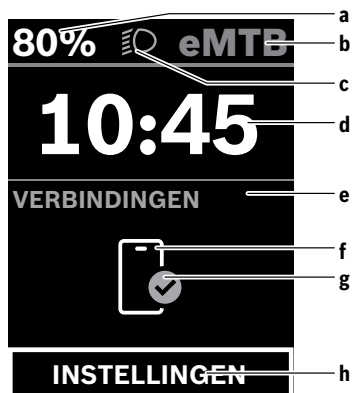 80% eMTB
10:45
VERBINDINGEN
INSTELLINGEN
a
b
c
d
e
f
g
h